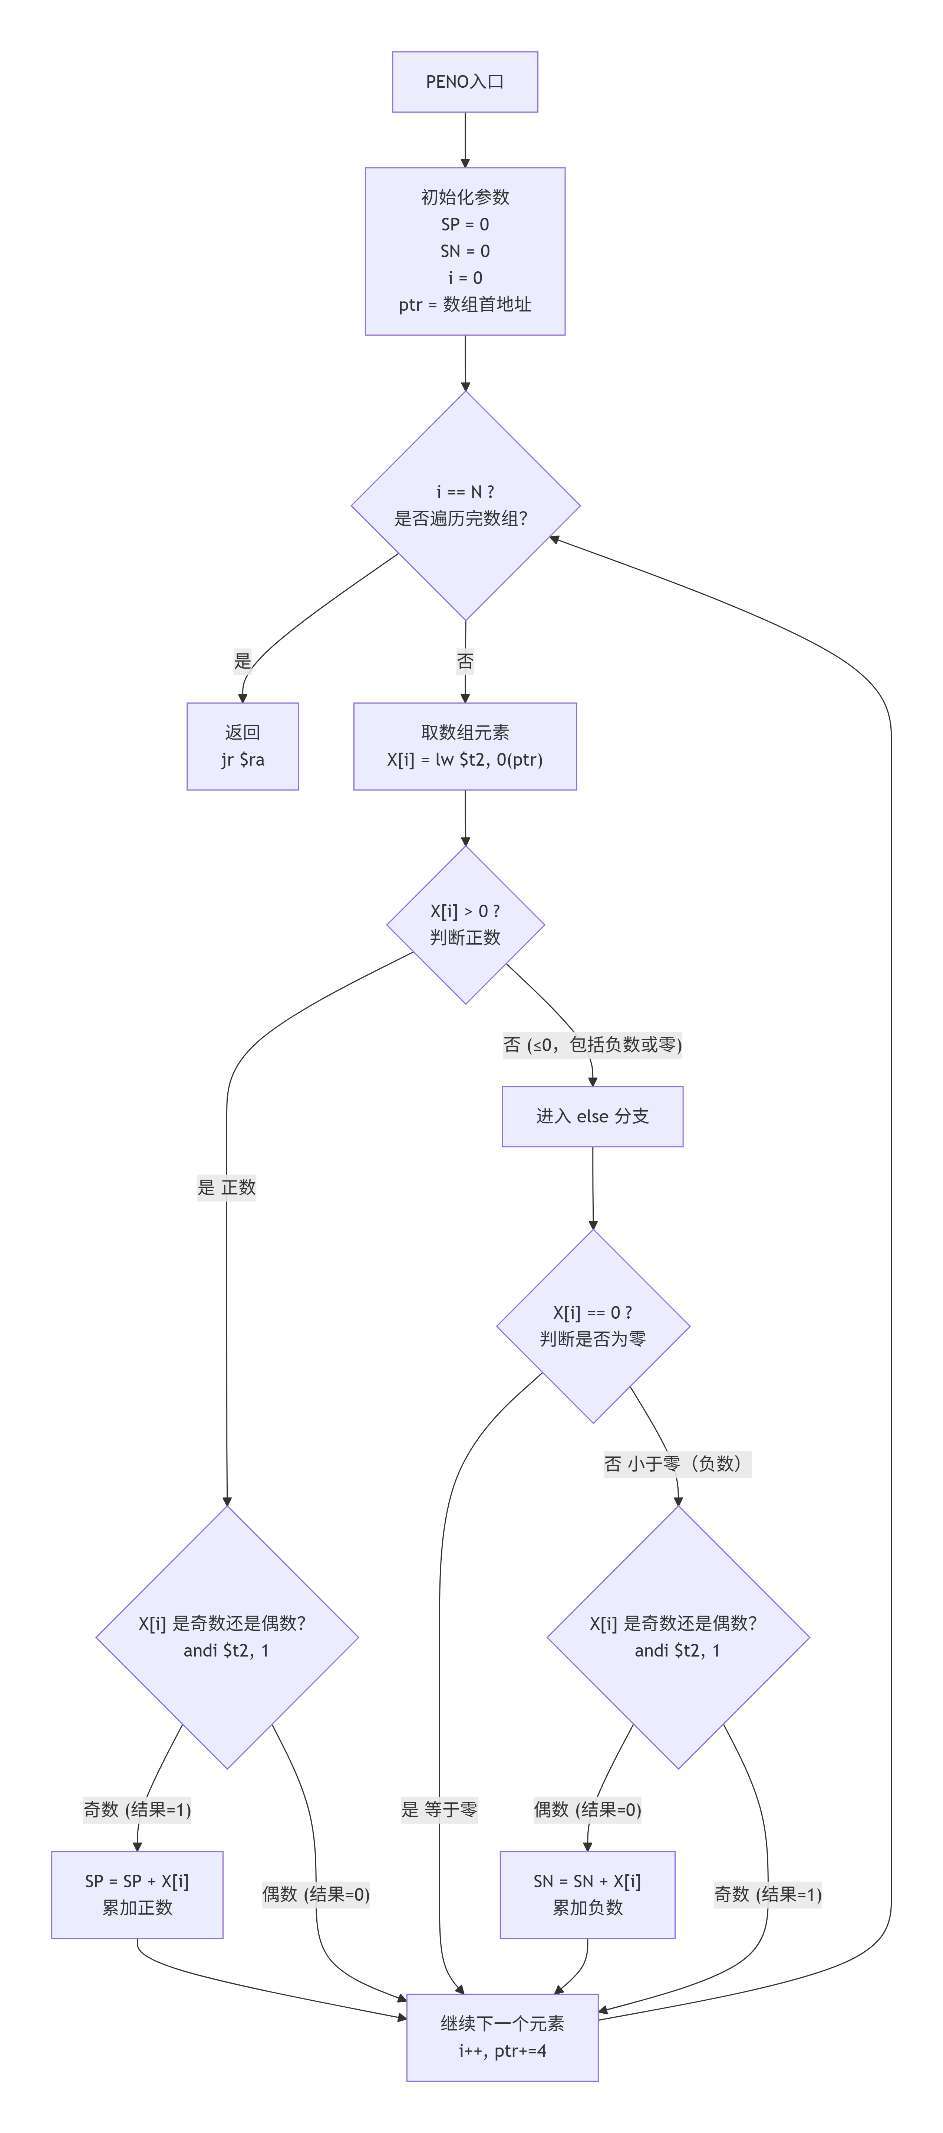 PENO入口
初始化参数
SP = 0
SN = 0
i = 0
ptr = 数组首地址
i == N ?
是否遍历完数组?
是
否
返回
jr $ra
取数组元素
X[i] = lw $t2, 0(ptr)
X[i] > 0 ?
判断正数
否 (≤0，包括负数或零)
进入 else 分支
是 正数
X[i] == 0 ?
判断是否为零
否 小于零（负数）
X[i] 是奇数还是偶数?
andi $t2, 1
X[i] 是奇数还是偶数?
andi $t2, 1
奇数 (结果=1)
是 等于零
偶数 (结果=0)
SP = SP + X[i]
累加正数
偶数 (结果=0)
SN = SN + X[i]
累加负数
奇数 (结果=1)
继续下一个元素
i++, ptr+=4